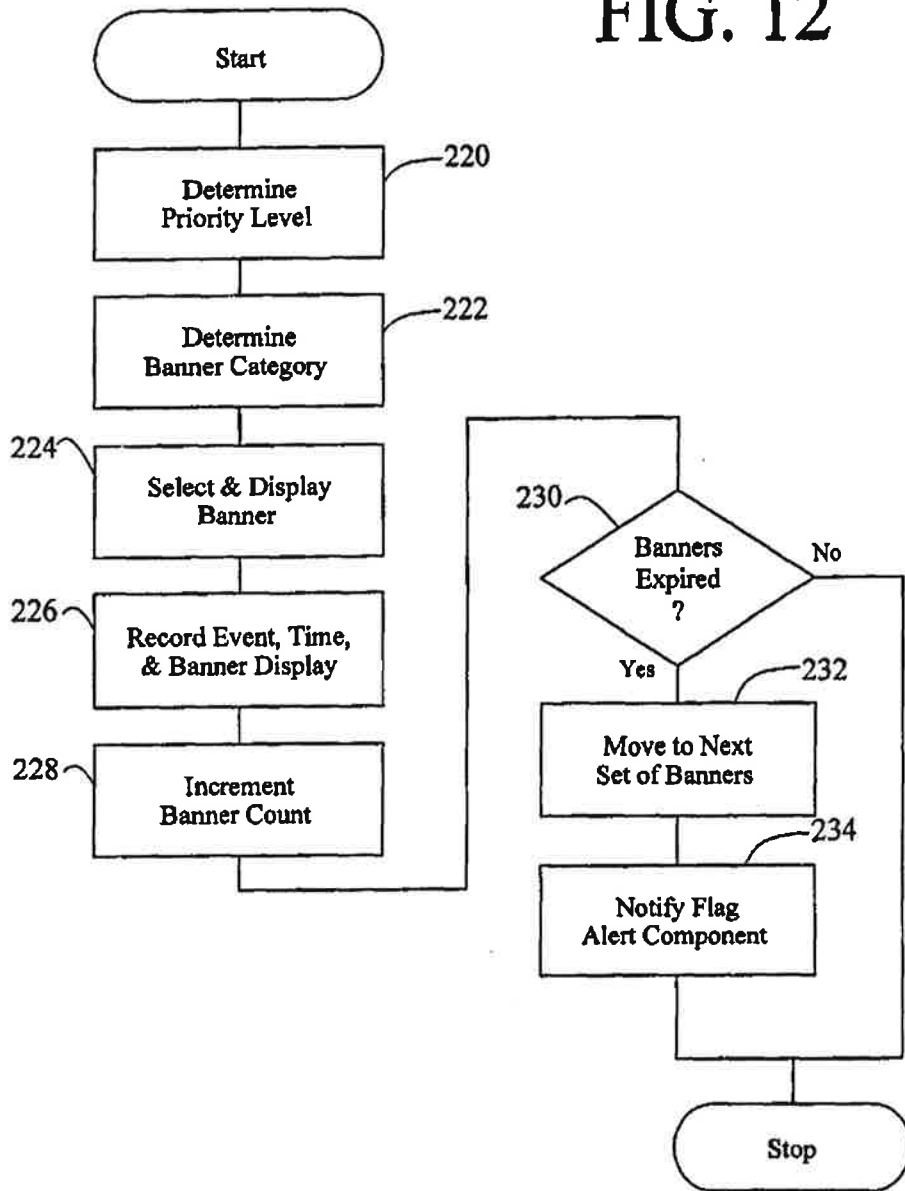 FIG. 12
Start
220
Determine
Priority Level
222
Determine
Banner Category
224
Select & Display
Banner
226
Record Event, Time,
& Banner Display
228
Increment
Banner Count
230
Banners
Expired
?
No
Yes
232
Move to Next
Set of Banners
234
Notify Flag
Alert Component
Stop